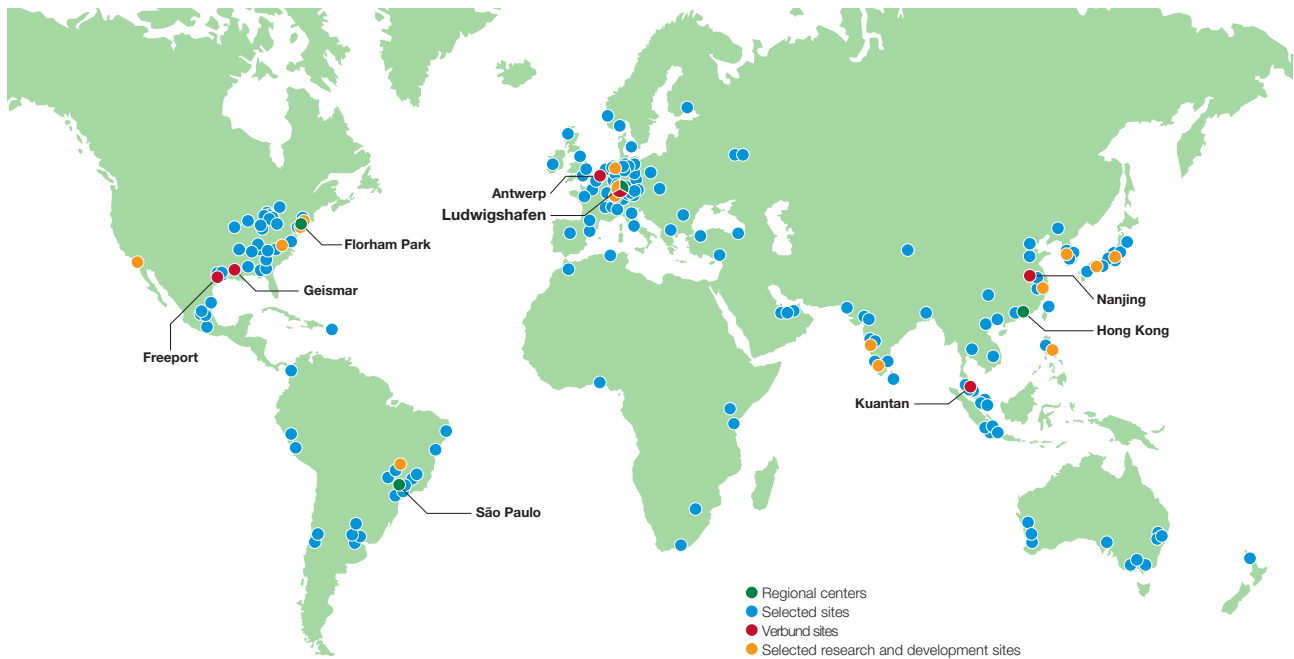 Antwerp
Ludwigshafen
Florham Park
Geismar
Freeport
Nanjing
Hong Kong
Kuantan
São Paulo
Regional centers
Selected sites
Verbund sites
Selected research and development sites